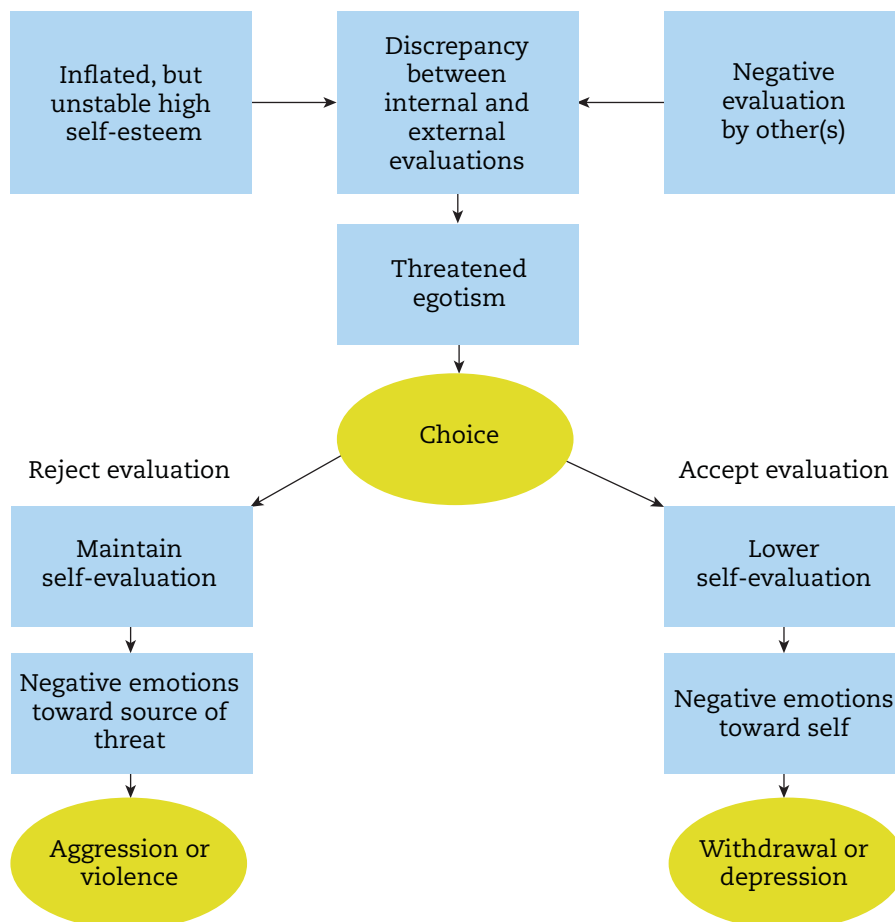 Inflated, but
unstable high
self-esteem
Discrepancy
between
internal and
external
evaluations
Negative
evaluation
by other(s)
Threatened
egotism
Choice
Reject evaluation
Accept evaluation
Maintain
self-evaluation
Lower
self-evaluation
Negative emotions
toward source of
threat
Negative emotions
toward self
Aggression or
violence
Withdrawal or
depression